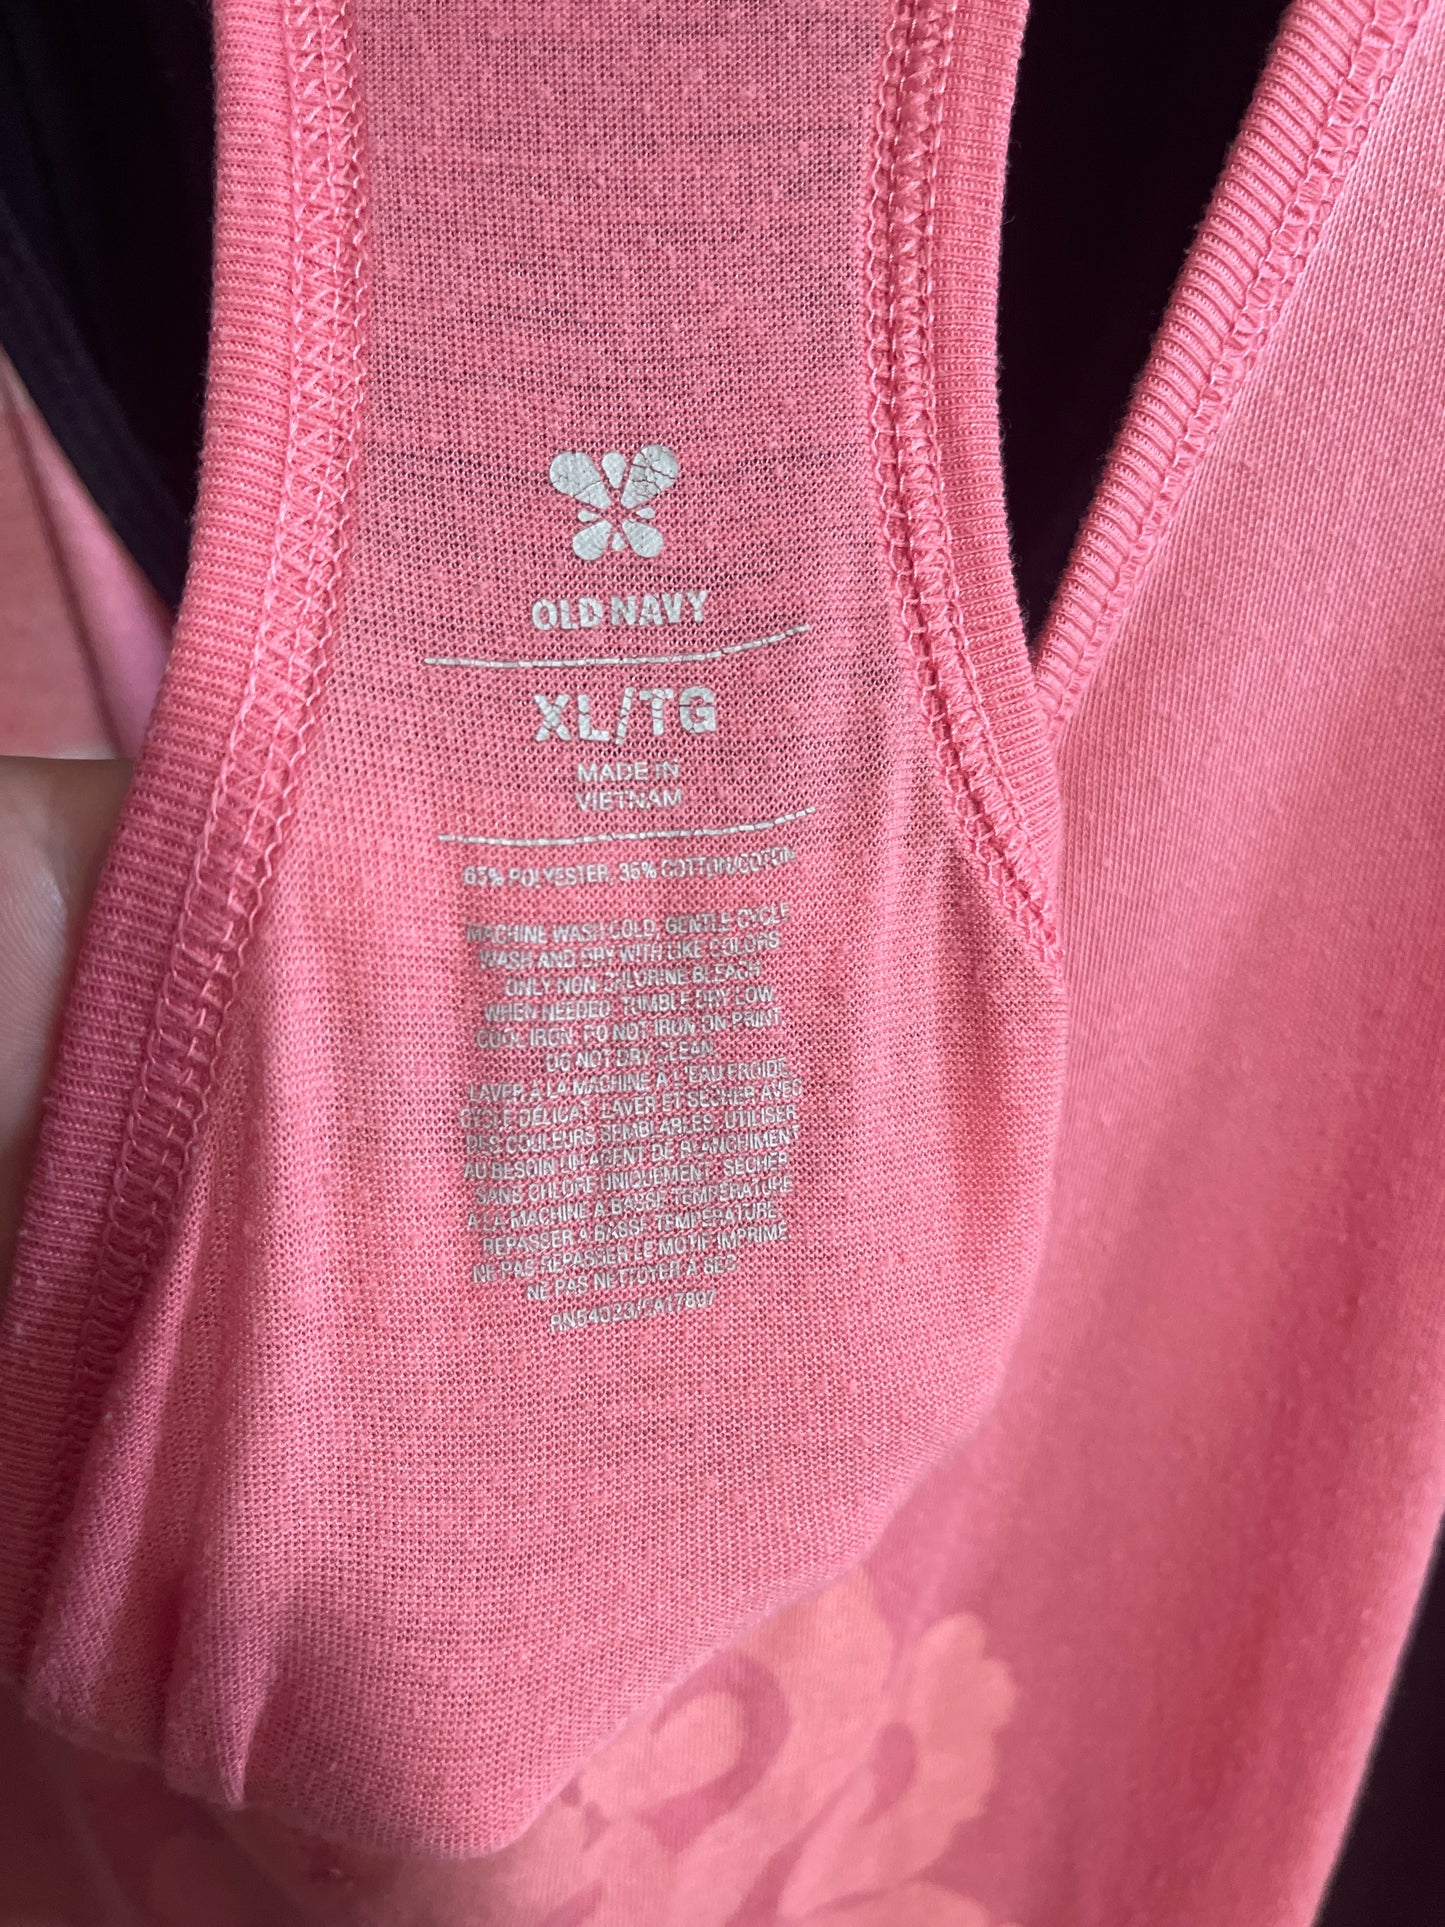 OLD NAVY
XL/TG
MADE IN
VIETNAM
65% POLYESTER, 35% COTTON/COTON
MACHINE WASH COLD, GENTLE CYCLE
WASH AND DRY WITH LIKE COLORS
ONLY NON-CHLORINE BLEACH
WHEN NEEDED, TUMBLE DRY LOW,
COOL IRON, DO NOT IRON ON PRINT,
DO NOT DRY CLEAN,
LAVER À LA MACHINE À L'EAU FROIDE,
CYCLE DÉLICAT, LAVER ET SÉCHER AVEC
DES COULEURS SEMBLABLES, UTILISER
AU BESOIN UN AGENT DE BLANCHIMENT
SANS CHLORE UNIQUEMENT, SÉCHER
À LA MACHINE À BASSE TEMPÉRATURE
REPASSER À BASSE TEMPÉRATURE
NE PAS REPASSER LE MOTIF IMPRIMÉ
NE PAS NETTOYER À SEC
RN54023/CA17897